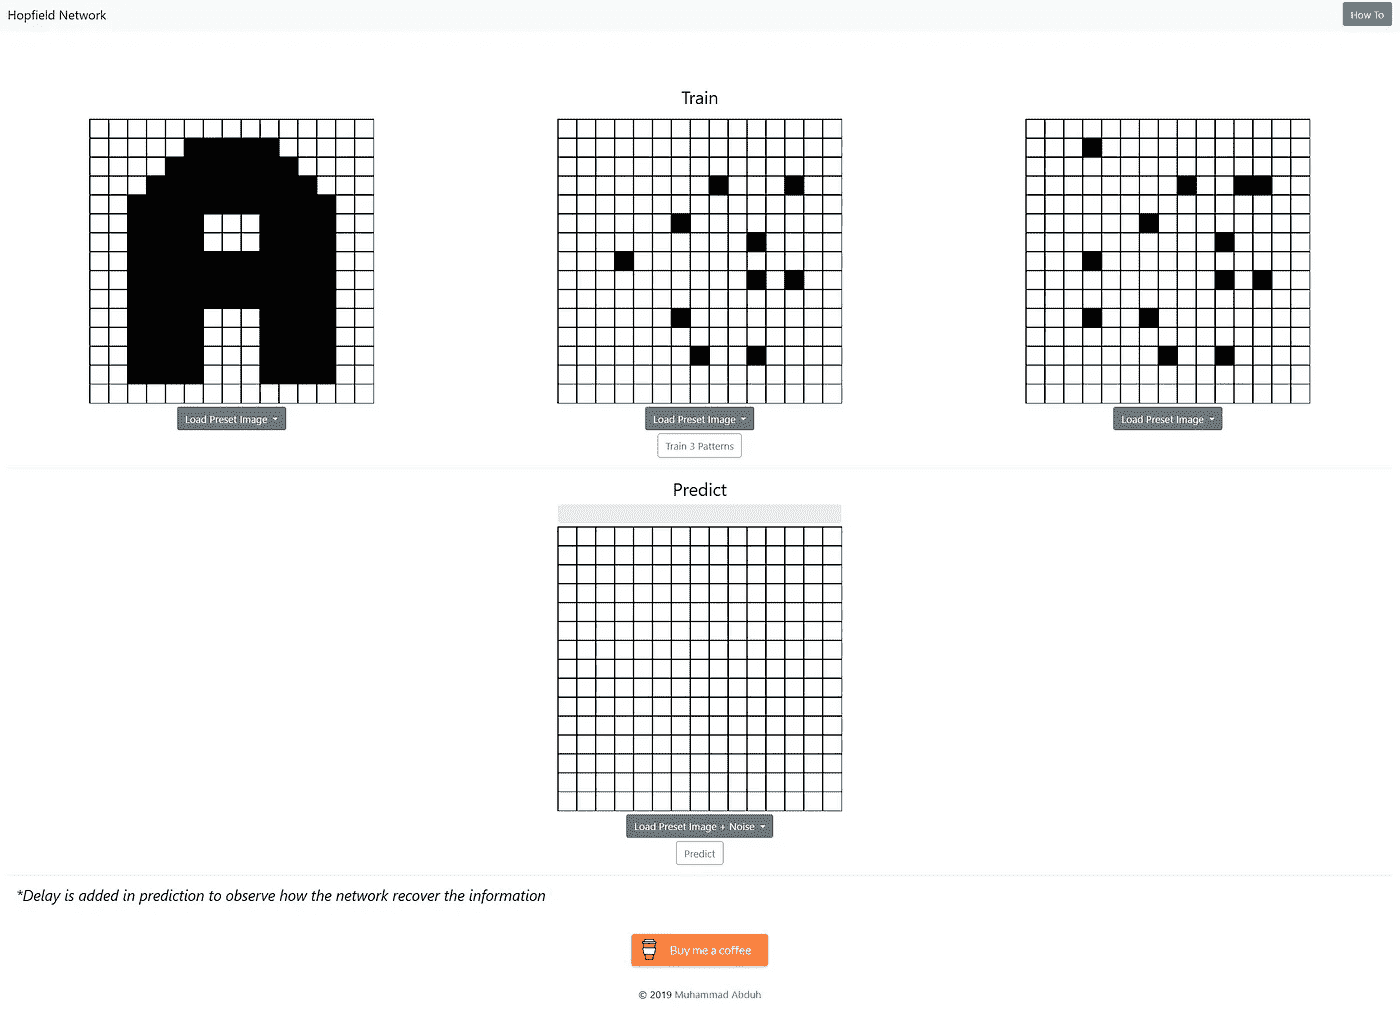 Hopfield Network
How To
Train
Load Preset Image
Load Preset Image
Load Preset Image
Train 3 Patterns
Predict
Load Preset Image + Noise
Predict
*Delay is added in prediction to observe how the network recover the information
Buy me a coffee
© 2019 Muhammad Abduh